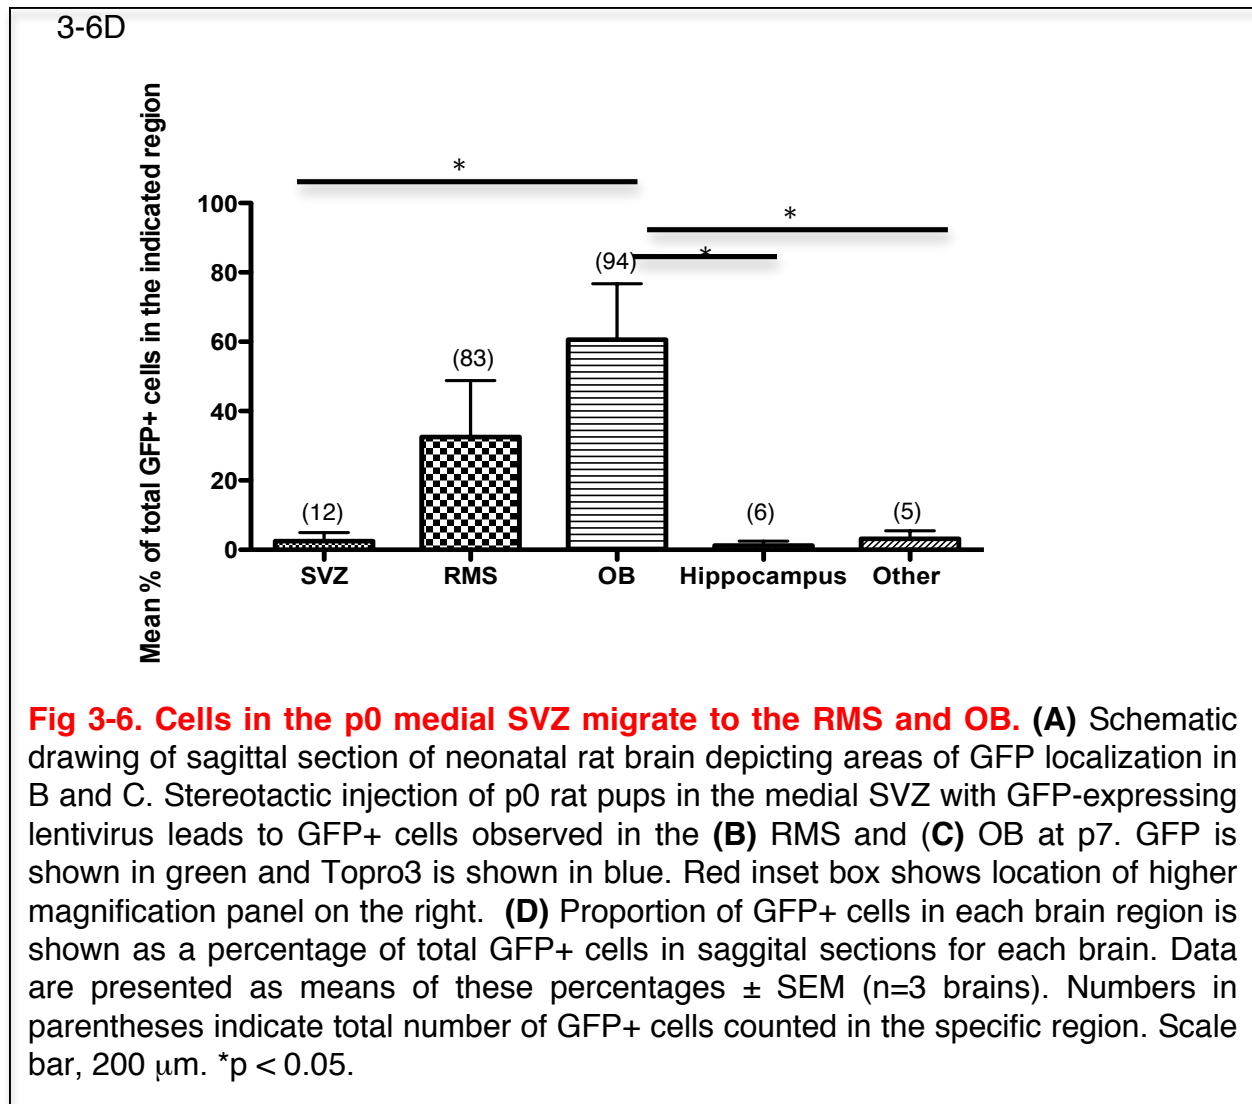 3-6D
Mean % of total GFP+ cells in the indicated region
*
100
*
80
(94)
*
60
(83)
40
20
(12)
(6)
(5)
0
SVZ
RMS
OB
Hippocampus
Other
Fig 3-6. Cells in the p0 medial SVZ migrate to the RMS and OB. (A) Schematic
drawing of sagittal section of neonatal rat brain depicting areas of GFP localization in
B and C. Stereotactic injection of p0 rat pups in the medial SVZ with GFP-expressing
lentivirus leads to GFP+ cells observed in the (B) RMS and (C) OB at p7. GFP is
shown in green and Topro3 is shown in blue. Red inset box shows location of higher
magnification panel on the right. (D) Proportion of GFP+ cells in each brain region is
shown as a percentage of total GFP+ cells in saggital sections for each brain. Data
are presented as means of these percentages ± SEM (n=3 brains). Numbers in
parentheses indicate total number of GFP+ cells counted in the specific region. Scale
bar, 200 μm. *p < 0.05.